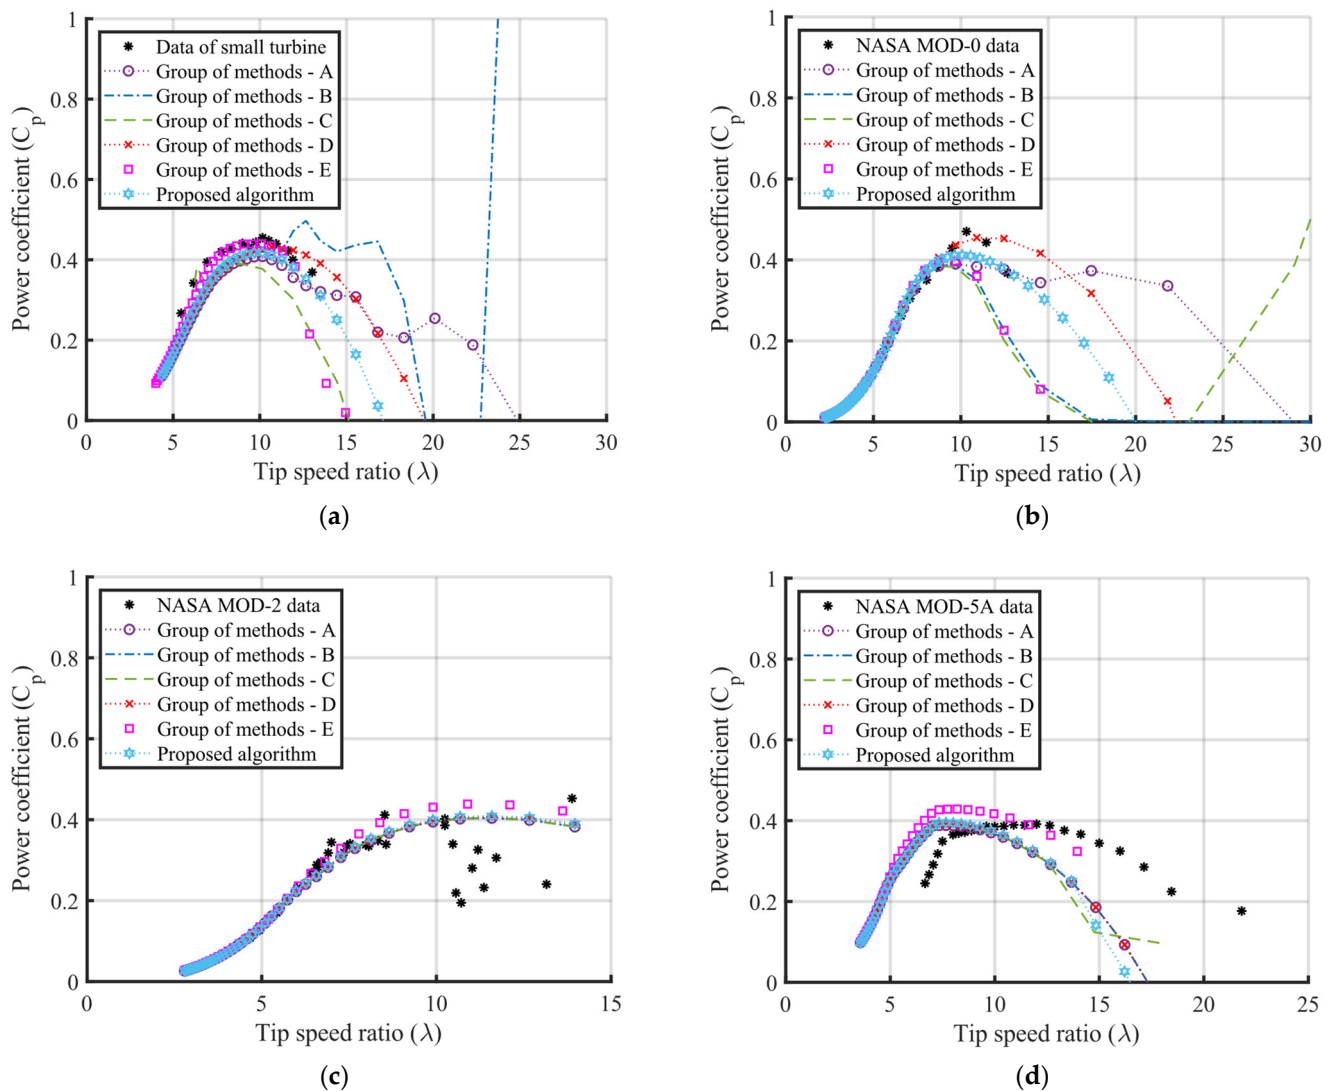 1
0.8
0.6
0.4
0.2
0
Power coefficient (Cp)
Data of small turbine
Group of methods - A
Group of methods - B
Group of methods - C
Group of methods - D
Group of methods - E
Proposed algorithm
0 5 10 15 20 25 30
Tip speed ratio (λ)
(a)
1
0.8
0.6
0.4
0.2
0
Power coefficient (Cp)
NASA MOD-0 data
Group of methods - A
Group of methods - B
Group of methods - C
Group of methods - D
Group of methods - E
Proposed algorithm
0 5 10 15 20 25 30
Tip speed ratio (λ)
(b)
1
0.8
0.6
0.4
0.2
0
Power coefficient (Cp)
NASA MOD-2 data
Group of methods - A
Group of methods - B
Group of methods - C
Group of methods - D
Group of methods - E
Proposed algorithm
0 5 10 15
Tip speed ratio (λ)
(c)
1
0.8
0.6
0.4
0.2
0
Power coefficient (Cp)
NASA MOD-5A data
Group of methods - A
Group of methods - B
Group of methods - C
Group of methods - D
Group of methods - E
Proposed algorithm
0 5 10 15 20 25
Tip speed ratio (λ)
(d)